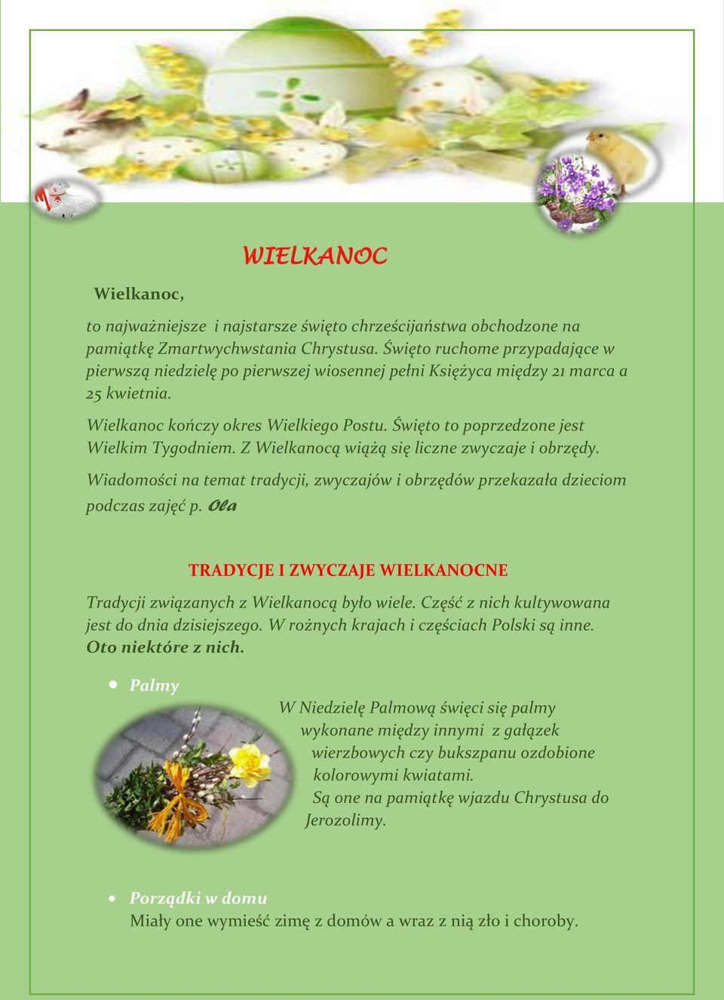 WIELKANOC
Wielkanoc,
to najważniejsze i najstarsze święto chrześcijaństwa obchodzone na
pamiątkę Zmartwychwstania Chrystusa. Święto ruchome przypadające w
pierwszą niedzielę po pierwszej wiosennej pełni Księżyca między 21 marca a
25 kwietnia.
Wielkanoc kończy okres Wielkiego Postu. Święto to poprzedzone jest
Wielkim Tygodniem. Z Wielkanocą wiążą się liczne zwyczaje i obrzędy.
Wiadomości na temat tradycji, zwyczajów i obrzędów przekazała dzieciom
podczas zajęć p. Ola
TRADYCJE I ZWYCZAJE WIELKANOCNE
Tradycji związanych z Wielkanocą było wiele. Część z nich kultywowana
jest do dnia dzisiejszego. W rożnych krajach i częściach Polski są inne.
Oto niektóre z nich.
• Palmy
W Niedzielę Palmową święci się palmy
wykonane między innymi z gałązek
wierzbowych czy bukszpanu ozdobione
kolorowymi kwiatami.
Są one na pamiątkę wjazdu Chrystusa do
Jerozolimy.
• Porządki w domu
Miały one wymieść zimę z domów a wraz z nią zło i choroby.